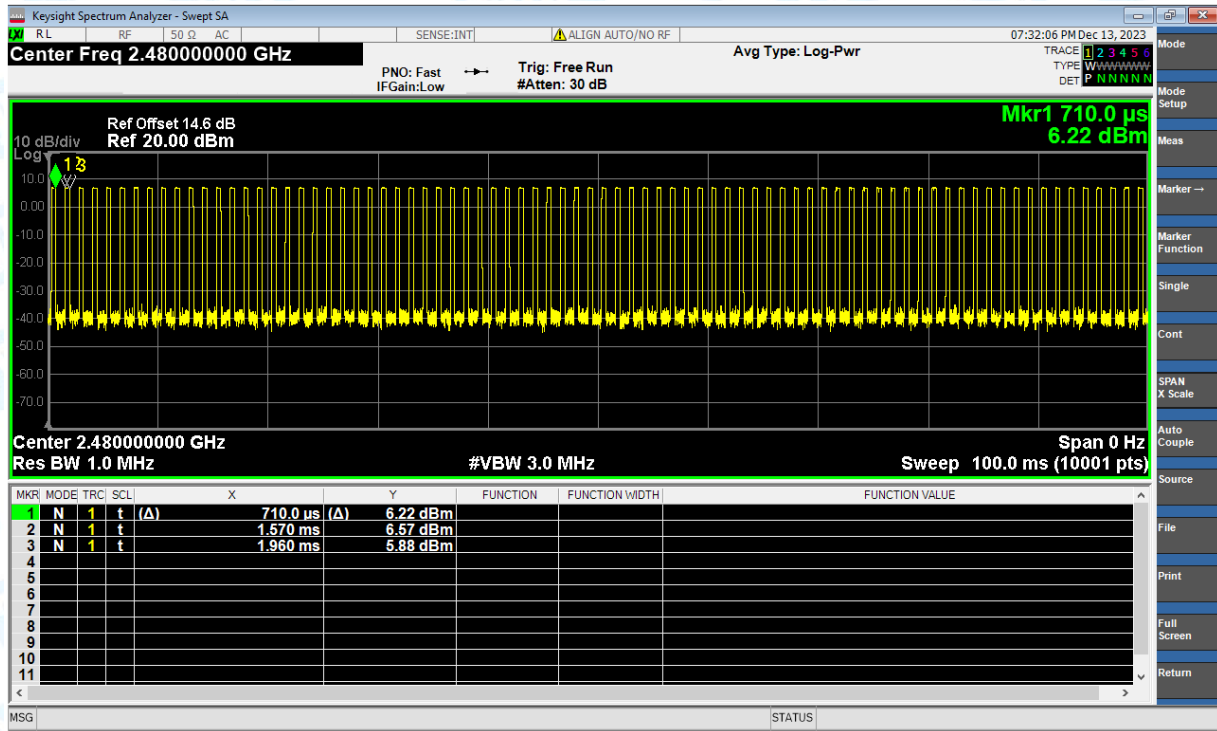 Keysight Spectrum Analyzer - Swept SA
LXI RL RF 50 Ω AC SENSE:INT ALIGN AUTO/NO RF 07:32:06 PM Dec 13, 2023
Center Freq 2.480000000 GHz
PNO: Fast
IFGain:Low
Trig: Free Run
#Atten: 30 dB
Avg Type: Log-Pwr
TRACE 1 2 3 4 5 6
TYPE W W W W W W
DET P N N N N N
Mkr1 710.0 µs
6.22 dBm
Ref Offset 14.6 dB
10 dB/div Ref 20.00 dBm
Log
1 2 3
10.0
0.00
-10.0
-20.0
-30.0
-40.0
-50.0
-60.0
-70.0
Center 2.480000000 GHz Span 0 Hz
Res BW 1.0 MHz #VBW 3.0 MHz Sweep 100.0 ms (10001 pts)
MKR MODE TRC SCL X Y FUNCTION FUNCTION WIDTH FUNCTION VALUE
1 N 1 t (Δ) 710.0 µs (Δ) 6.22 dBm
2 N 1 t 1.570 ms 6.57 dBm
3 N 1 t 1.960 ms 5.88 dBm
4
5
6
7
8
9
10
11
MSG STATUS
Mode
Mode
Setup
Meas
Marker →
Marker
Function
Single
Cont
SPAN
X Scale
Auto
Couple
Source
File
Print
Full
Screen
Return